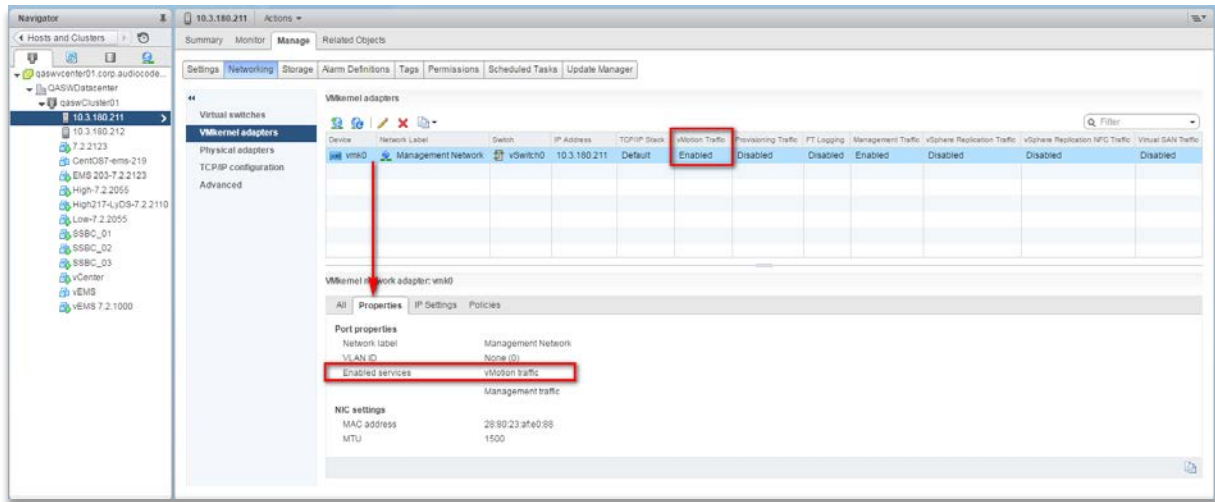 Navigator
10.3.180.211 Actions
Hosts and Clusters
Summary Monitor Manage Related Objects
Settings Networking Storage Alarm Definitions Tags Permissions Scheduled Tasks Update Manager
qaswvcenter01.corp.audiocode...
QASWDatacenter
qaswCluster01
10.3.180.211
10.3.180.212
7.2.2123
CentOS7-ems-219
EMS 203-7.2.2123
High-7.2.2055
High217-LyDS-7.2.2110
Low-7.2.2055
SSBC_01
SSBC_02
SSBC_03
vCenter
vEMS
vEMS 7.2.1000
Virtual switches
VMkernel adapters
Physical adapters
TCP/IP configuration
Advanced
VMkernel adapters
Filter
Device Network Label Switch IP Address TCP/IP Stack vMotion Traffic Provisioning Traffic FT Logging Management Traffic vSphere Replication Traffic vSphere Replication NFC Traffic Virtual SAN Traffic
vmk0 Management Network vSwitch0 10.3.180.211 Default Enabled Disabled Disabled Enabled Disabled Disabled Disabled
VMkernel network adapter: vmk0
All Properties IP Settings Policies
Port properties
Network label Management Network
VLAN ID None (0)
Enabled services vMotion traffic
Management traffic
NIC settings
MAC address 28:80:23:af:e0:88
MTU 1500